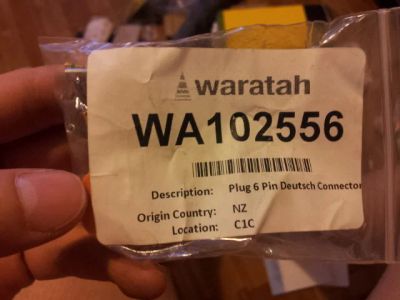 waratah
WA102556
Description: Plug 6 Pin Deutsch Connector
Origin Country: NZ
Location: C1C